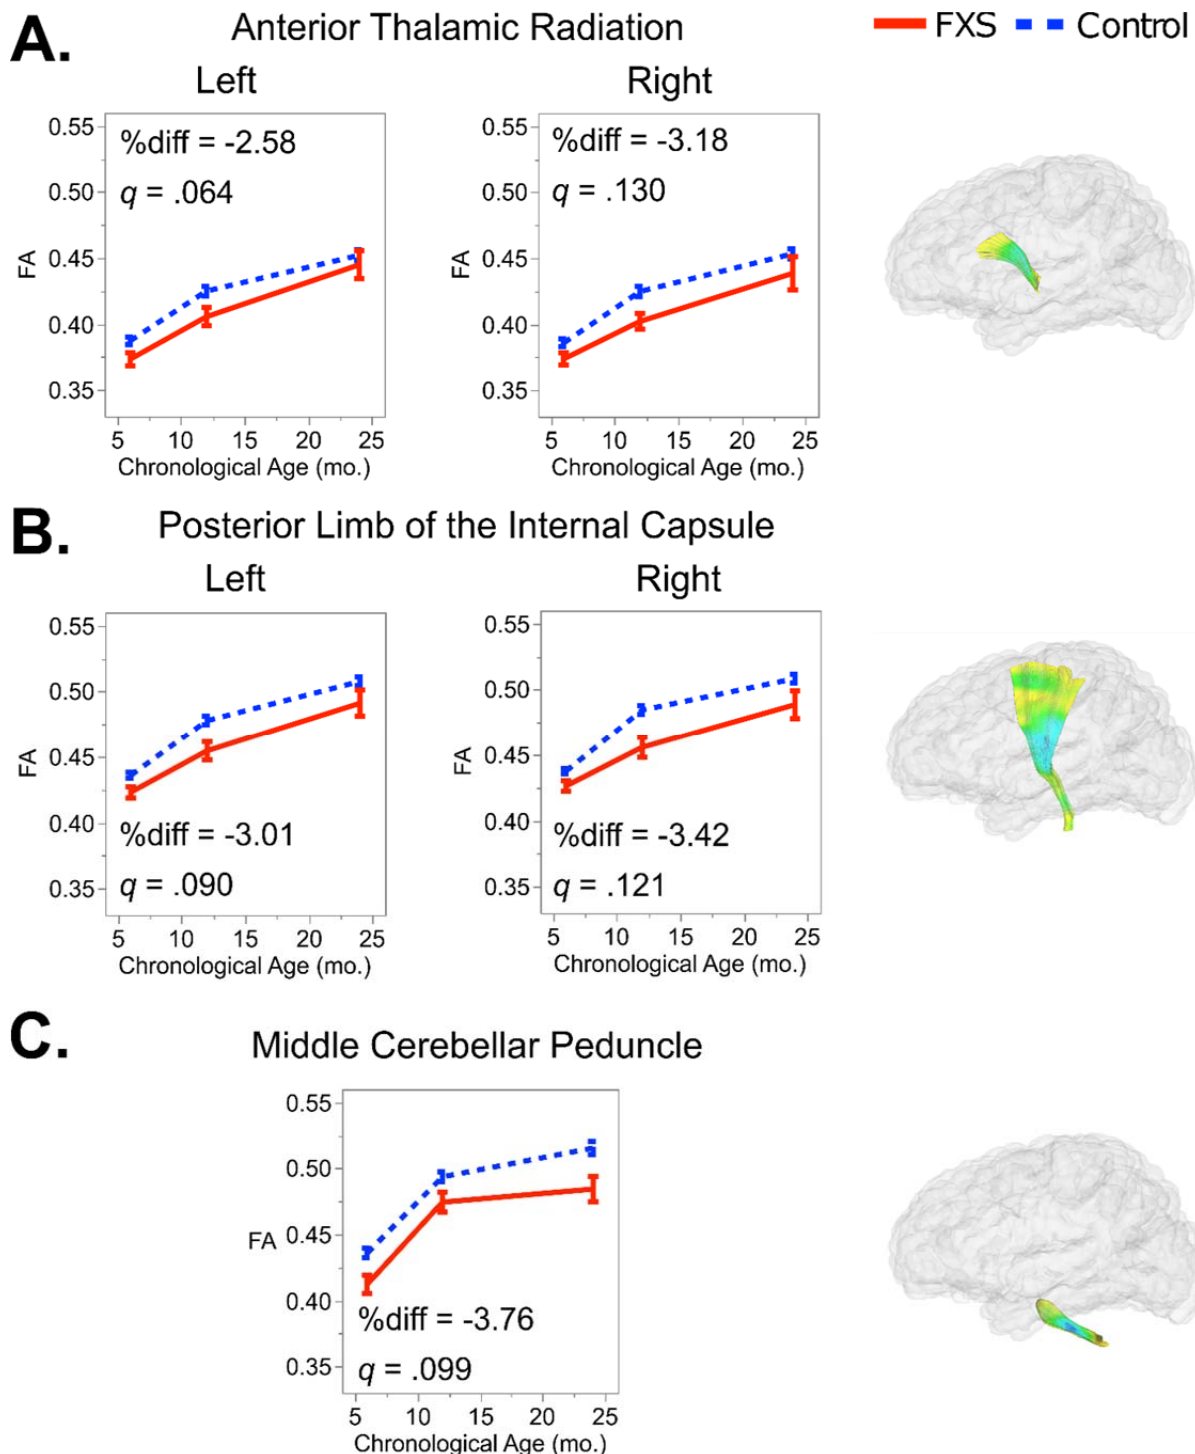 A.
Anterior Thalamic Radiation
FXS Control
Left
Right
0.55
0.50
0.45
0.40
0.35
FA
%diff = -2.58
q = .064
5 10 15 20 25
Chronological Age (mo.)
0.55
0.50
0.45
0.40
0.35
FA
%diff = -3.18
q = .130
5 10 15 20 25
Chronological Age (mo.)
B.
Posterior Limb of the Internal Capsule
Left
Right
0.55
0.50
0.45
0.40
0.35
FA
%diff = -3.01
q = .090
5 10 15 20 25
Chronological Age (mo.)
0.55
0.50
0.45
0.40
0.35
FA
%diff = -3.42
q = .121
5 10 15 20 25
Chronological Age (mo.)
C.
Middle Cerebellar Peduncle
0.55
0.50
0.45
0.40
0.35
FA
%diff = -3.76
q = .099
5 10 15 20 25
Chronological Age (mo.)